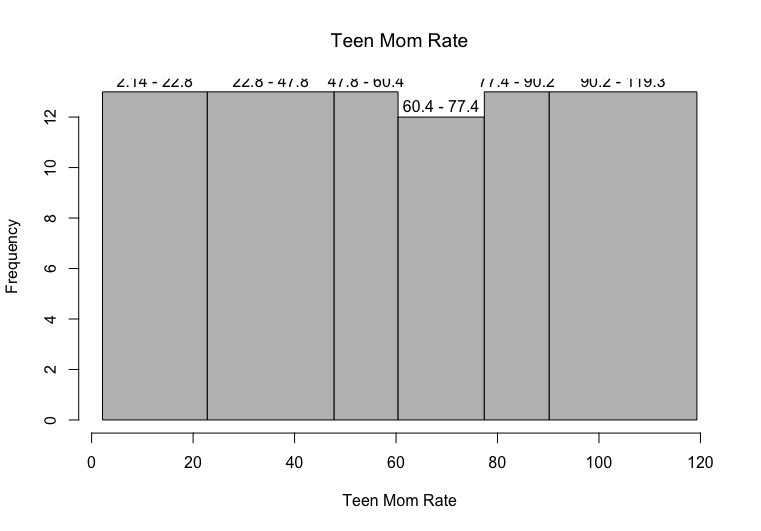 Teen Mom Rate
2.14 - 22.8
22.8 - 47.8
47.8 - 60.4
60.4 - 77.4
77.4 - 90.2
90.2 - 119.3
Frequency
12
10
8
6
4
2
0
0 20 40 60 80 100 120
Teen Mom Rate